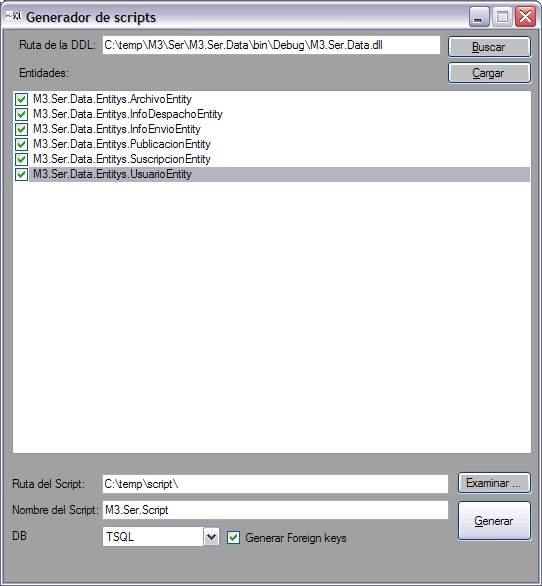 SQL Generador de scripts
Ruta de la DDL: C:\temp\M3\Ser\M3.Ser.Data\bin\Debug\M3.Ser.Data.dll Buscar
Entidades: Cargar
M3.Ser.Data.Entitys.ArchivoEntity
M3.Ser.Data.Entitys.InfoDespachoEntity
M3.Ser.Data.Entitys.InfoEnvioEntity
M3.Ser.Data.Entitys.PublicacionEntity
M3.Ser.Data.Entitys.SuscripcionEntity
M3.Ser.Data.Entitys.UsuarioEntity
Ruta del Script: C:\temp\script\ Examinar ...
Nombre del Script: M3.Ser.Script Generar
DB TSQL Generar Foreign keys